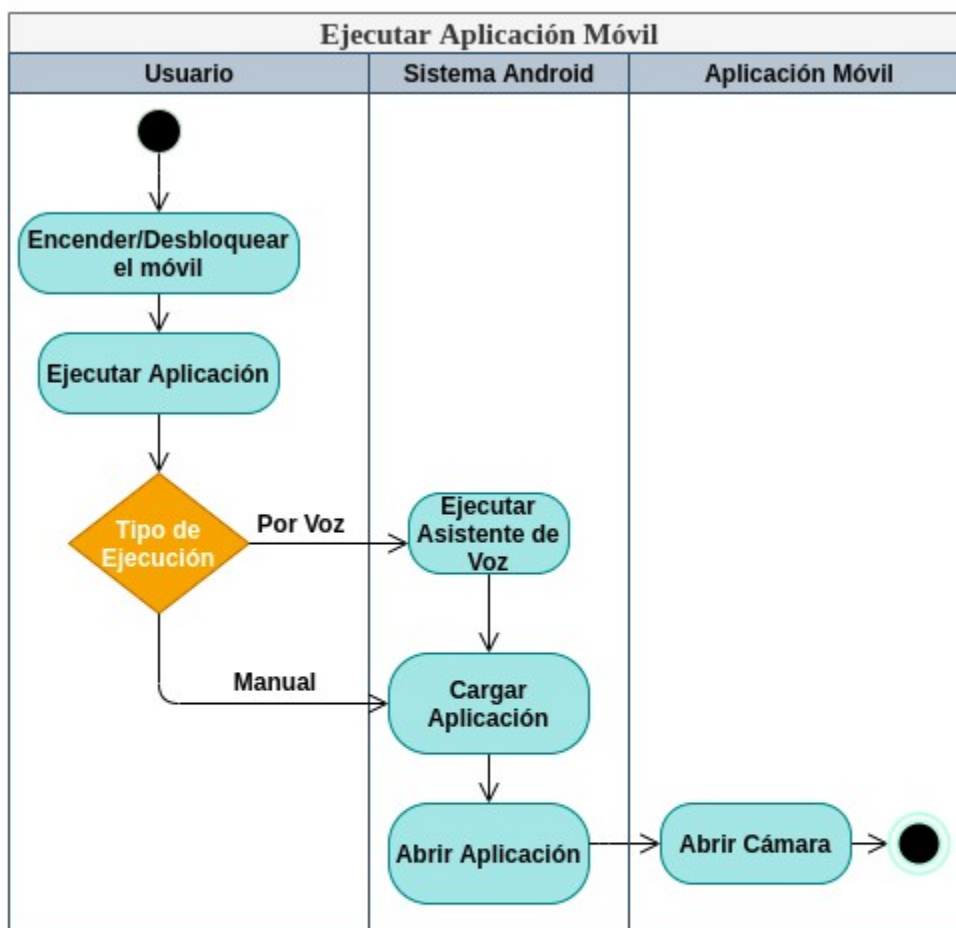 Ejecutar Aplicación Móvil
Usuario
Sistema Android
Aplicación Móvil
Encender/Desbloquear
el móvil
Ejecutar Aplicación
Tipo de
Ejecución
Por Voz
Ejecutar
Asistente de
Voz
Manual
Cargar
Aplicación
Abrir Aplicación
Abrir Cámara